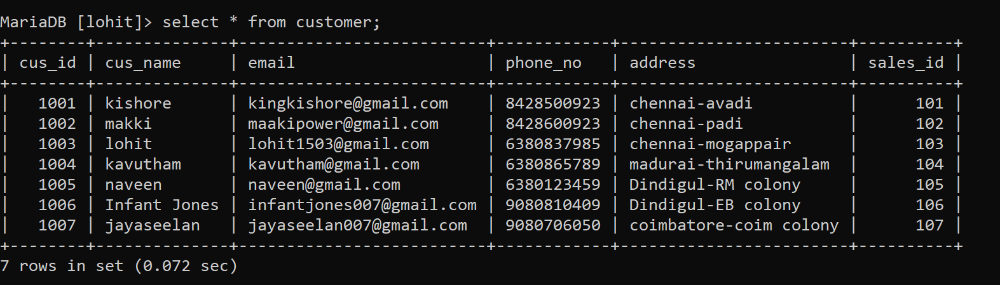 MariaDB [lohit]> select * from customer;
+--------+--------------+--------------------------+------------+------------------------+----------+
| cus_id | cus_name     | email                    | phone_no   | address                | sales_id |
+--------+--------------+--------------------------+------------+------------------------+----------+
|   1001 | kishore      | kingkishore@gmail.com    | 8428500923 | chennai-avadi          |      101 |
|   1002 | makki        | maakipower@gmail.com     | 8428600923 | chennai-padi           |      102 |
|   1003 | lohit        | lohit1503@gmail.com      | 6380837985 | chennai-mogappair      |      103 |
|   1004 | kavutham     | kavutham@gmail.com       | 6380865789 | madurai-thirumangalam  |      104 |
|   1005 | naveen       | naveen@gmail.com         | 6380123459 | Dindigul-RM colony     |      105 |
|   1006 | Infant Jones | infantjones007@gmail.com | 9080810409 | Dindigul-EB colony     |      106 |
|   1007 | jayaseelan   | jayaseelan007@gmail.com  | 9080706050 | coimbatore-coim colony |      107 |
+--------+--------------+--------------------------+------------+------------------------+----------+
7 rows in set (0.072 sec)